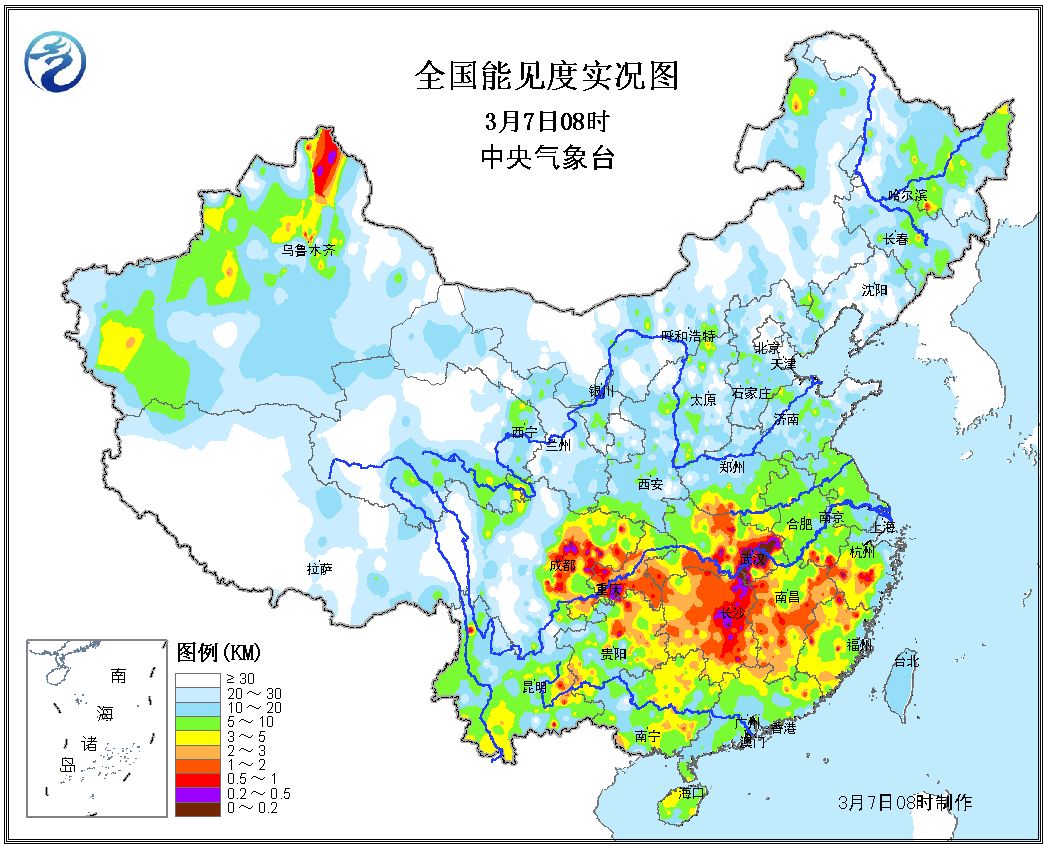 全国能见度实况图
3月7日08时
中央气象台
哈尔滨
长春
乌鲁木齐
沈阳
呼和浩特
北京
天津
银川
太原
石家庄
济南
西宁
兰州
郑州
西安
合肥
南京
上海
武汉
杭州
成都
拉萨
重庆
南昌
长沙
福州
贵阳
台北
昆明
广州
香港
南宁
澳门
海口
南
海
诸
岛
图例(KM)
≥30
20～30
10～20
5～10
3～5
2～3
1～2
0.5～1
0.2～0.5
0～0.2
3月7日08时制作